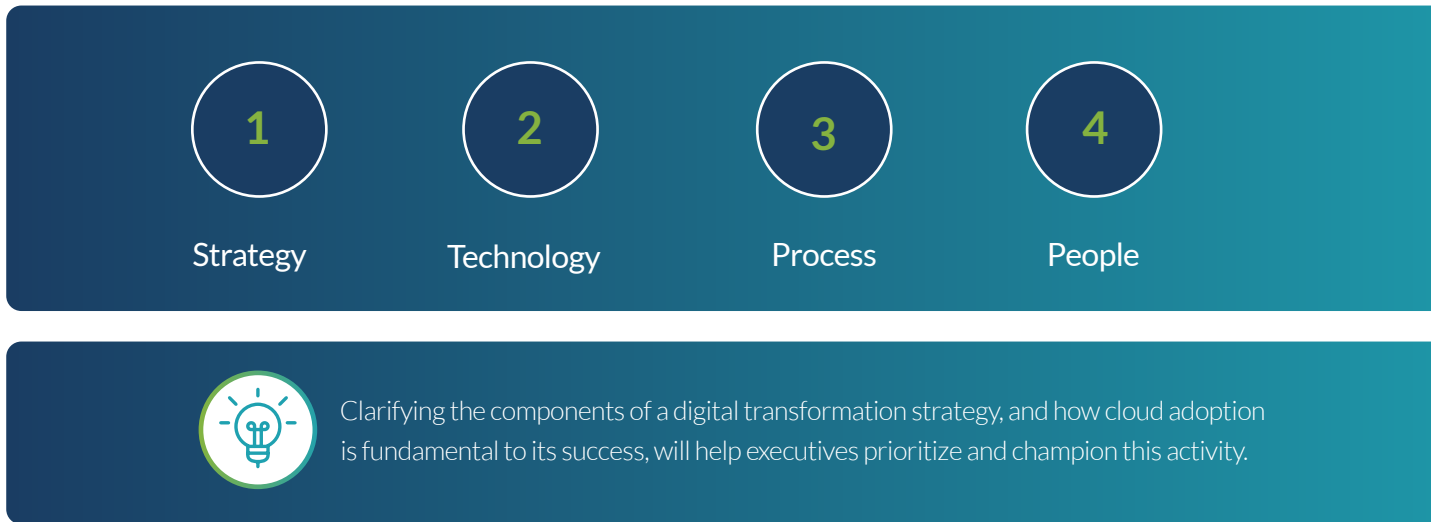 1
2
3
4
Strategy
Technology
Process
People
Clarifying the components of a digital transformation strategy, and how cloud adoption
is fundamental to its success, will help executives prioritize and champion this activity.